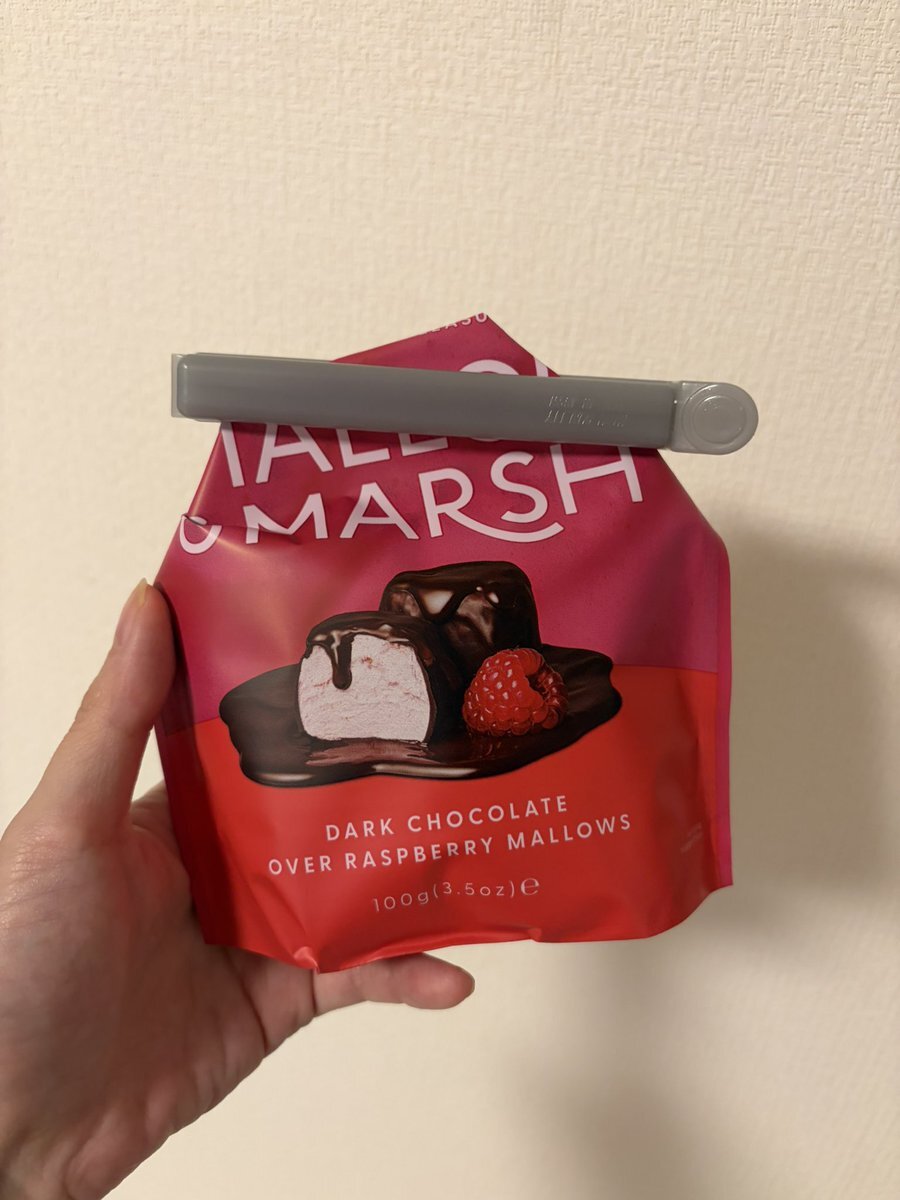 MARSH
DARK CHOCOLATE
OVER RASPBERRY MALLOWS
100g(3.5oz)℮